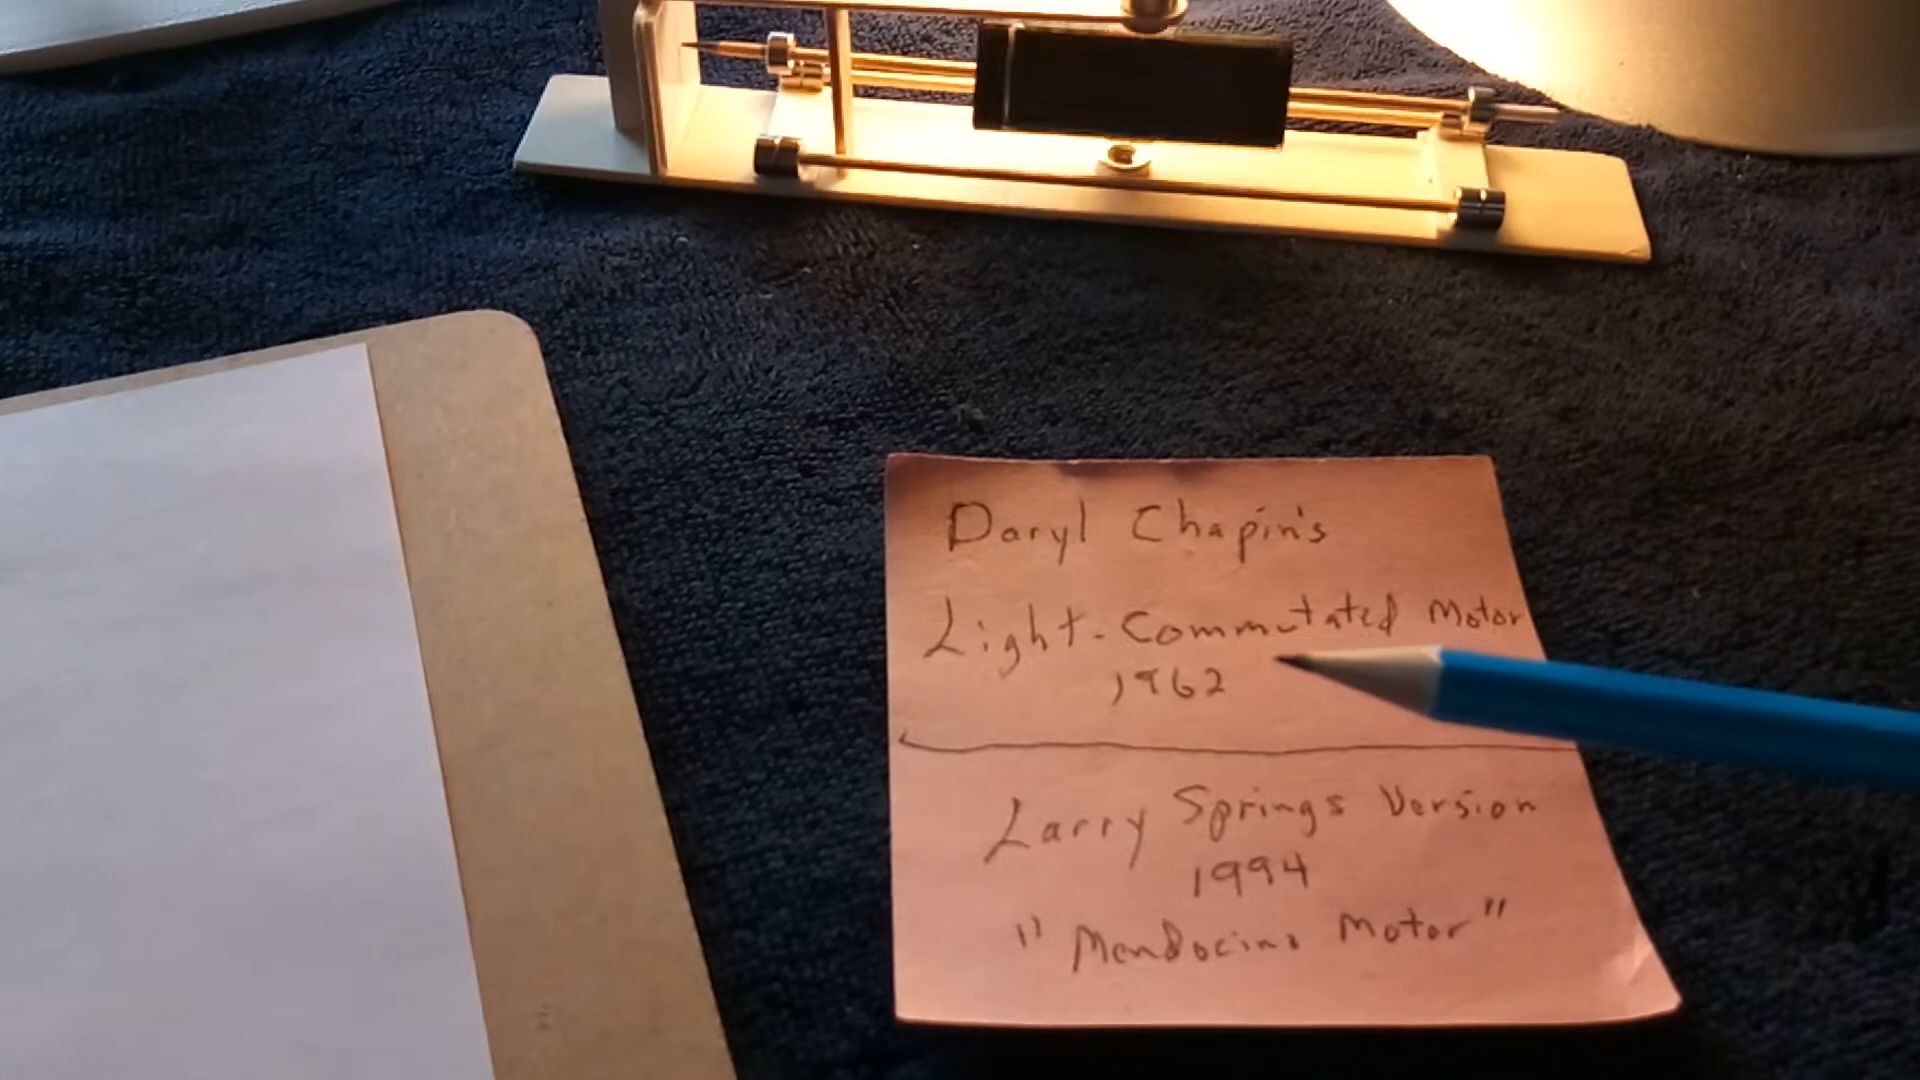 Daryl Chapin's
Light-Commutated Motor
1962
Larry Springs Version
1994
"Mendocino Motor"